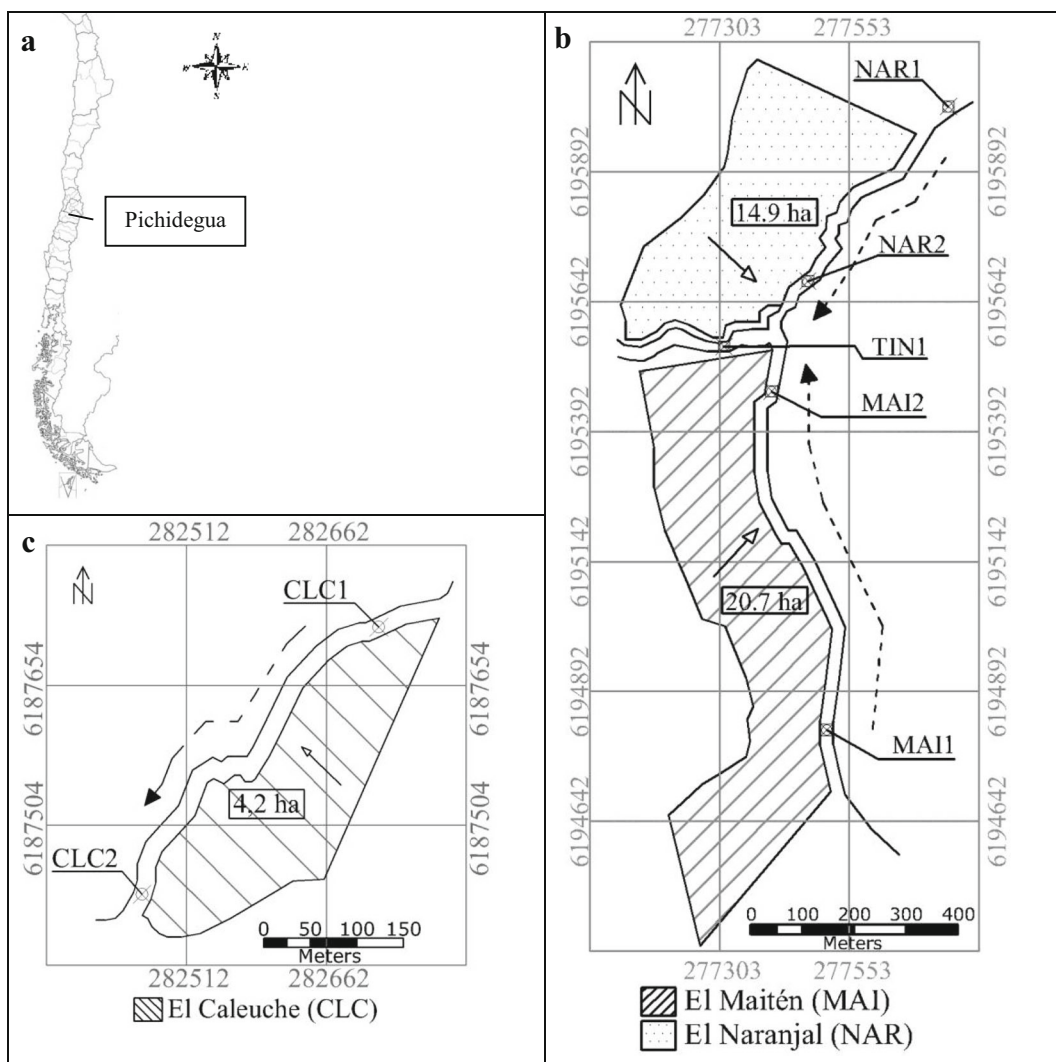 a
N
W
E
S
Pichidegua
b
277303
277553
N
NAR1
6195892
6195892
14.9 ha
NAR2
6195642
6195642
TIN1
MAI2
6195392
6195392
6195142
6195142
20.7 ha
6194892
6194892
MAI1
6194642
6194642
0 100 200 300 400
Meters
277303
277553
El Maitén (MAI)
El Naranjal (NAR)
c
282512
282662
N
CLC1
6187654
6187654
4.2 ha
6187504
6187504
CLC2
0 50 100 150
Meters
282512
282662
El Caleuche (CLC)